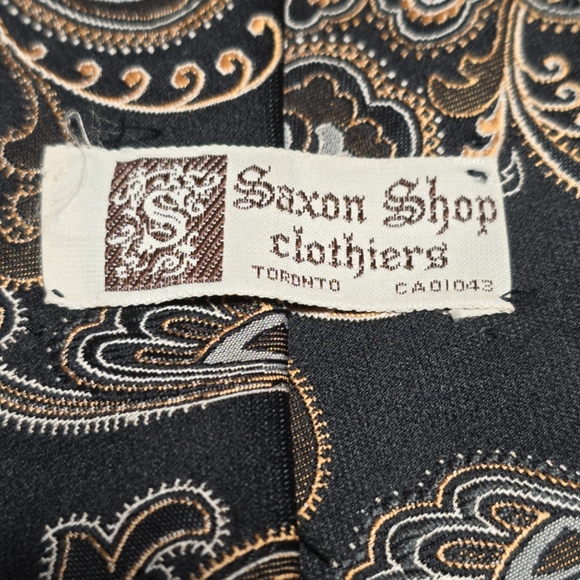 S
Saxon Shop
clothiers
TORONTO CA01043